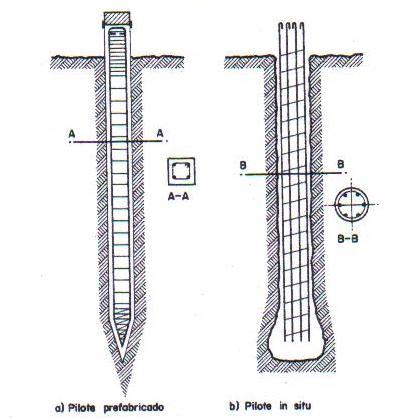 A A
A-A
B B
B-B
a) Pilote prefabricado
b) Pilote in situ